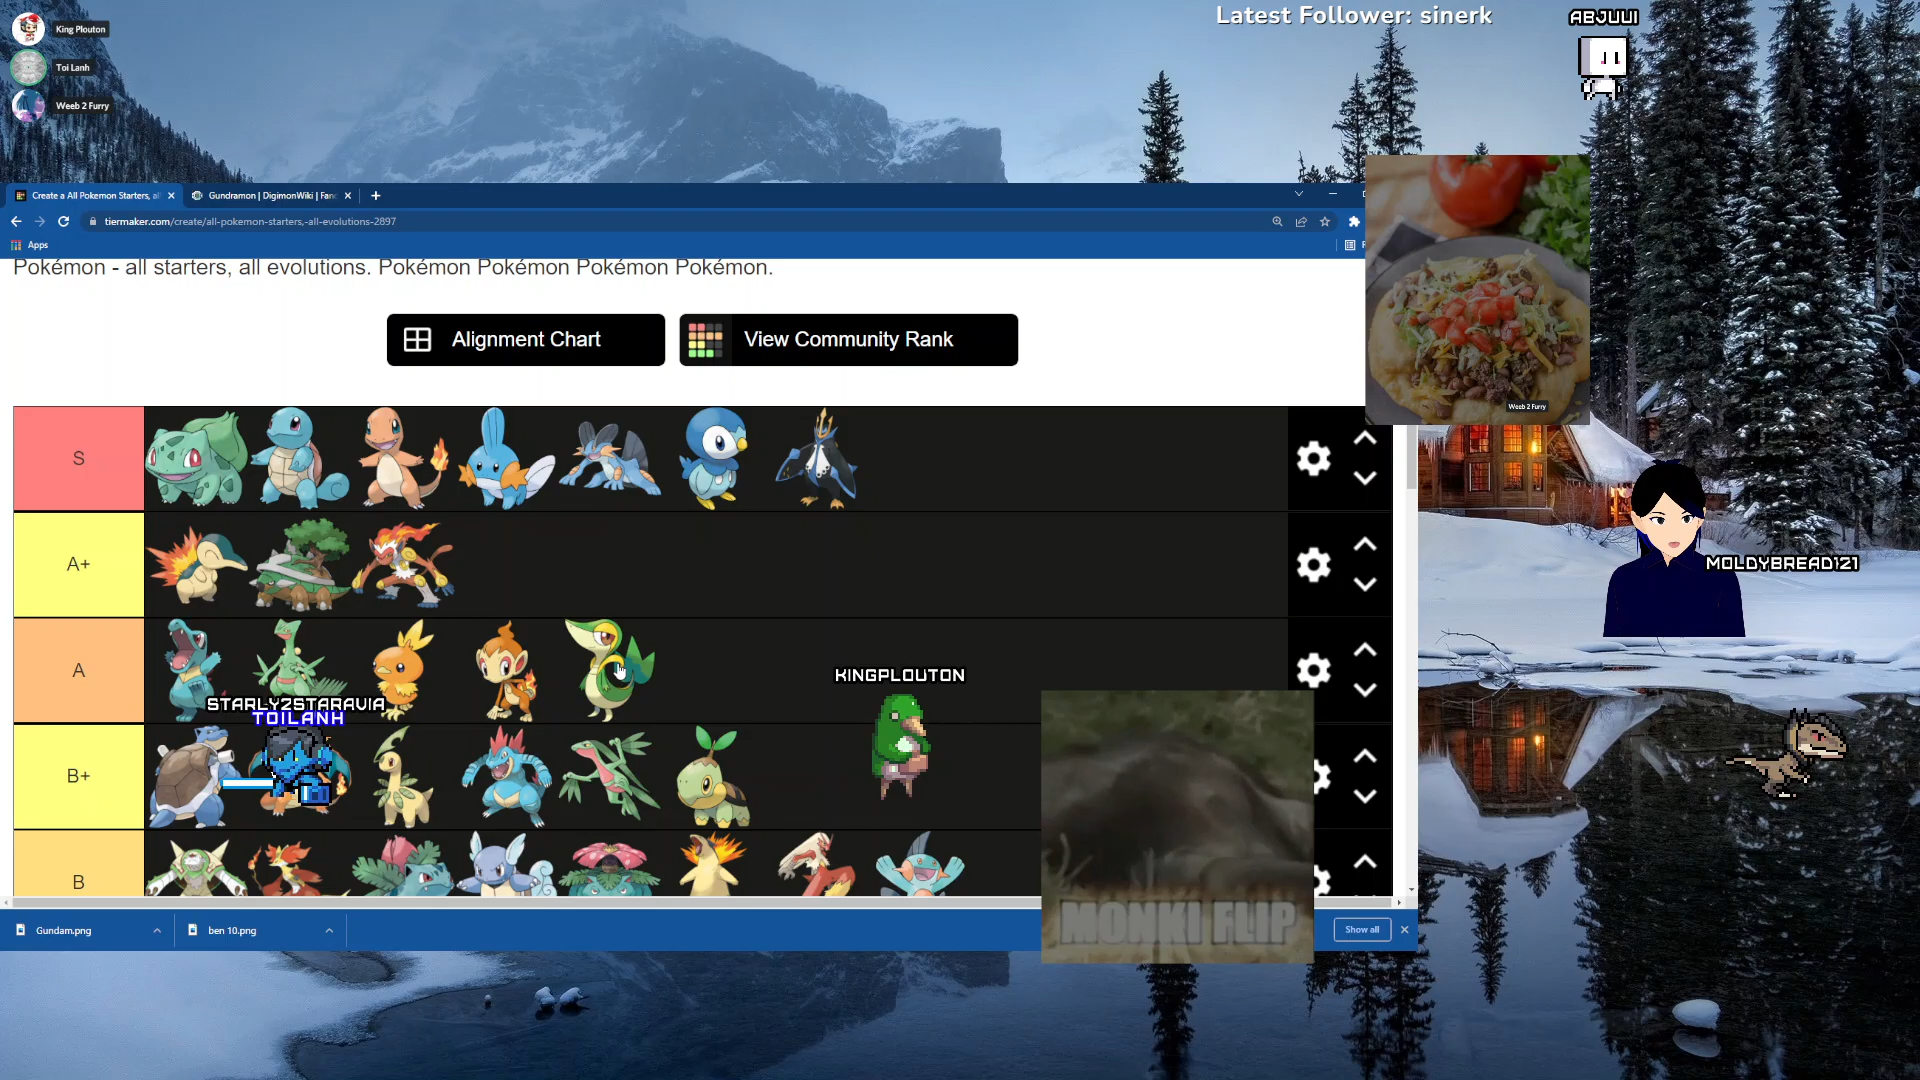 Latest Follower: sinerk
ABJUUI
King Plouton
Toi Lanh
Weeb 2 Furry
Create a All Pokemon Starters, al
Gundramon | DigimonWiki | Fand
tiermaker.com/create/all-pokemon-starters,-all-evolutions-2897
Apps
Pokémon - all starters, all evolutions. Pokémon Pokémon Pokémon Pokémon.
Alignment Chart
View Community Rank
Weeb 2 Furry
S
A+
MOLDYBREAD121
A
KINGPLOUTON
STARLY2STARAVIA
TOILANH
B+
B
MONKI FLIP
Gundam.png
ben 10.png
Show all